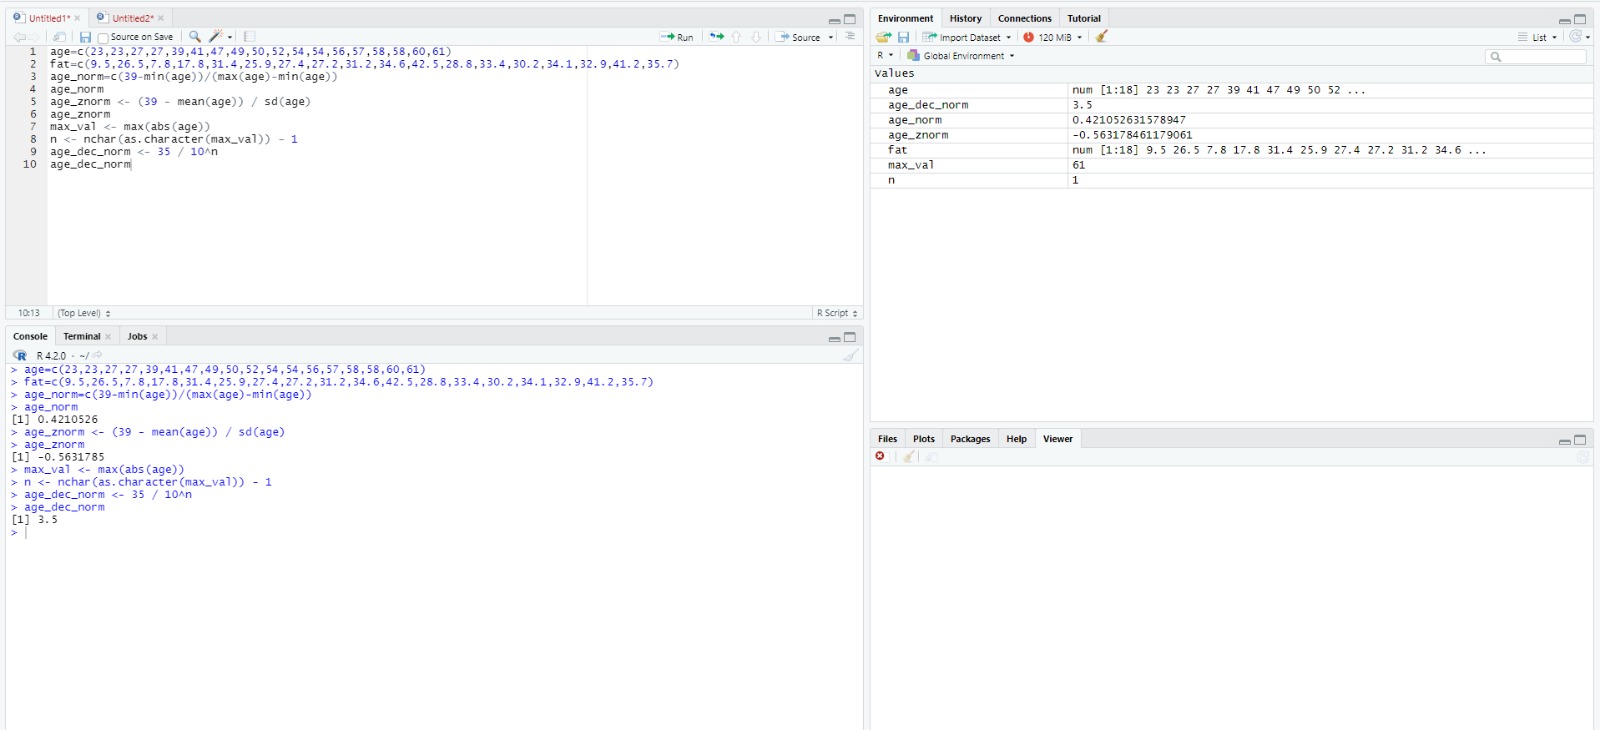 Untitled1* × Untitled2* ×
Source on Save Run Source
1 age=c(23,23,27,27,39,41,47,49,50,52,54,54,56,57,58,58,60,61)
2 fat=c(9.5,26.5,7.8,17.8,31.4,25.9,27.4,27.2,31.2,34.6,42.5,28.8,33.4,30.2,34.1,32.9,41.2,35.7)
3 age_norm=c(39-min(age))/(max(age)-min(age))
4 age_norm
5 age_znorm <- (39 - mean(age)) / sd(age)
6 age_znorm
7 max_val <- max(abs(age))
8 n <- nchar(as.character(max_val)) - 1
9 age_dec_norm <- 35 / 10^n
10 age_dec_norm
10:13 (Top Level) R Script
Console Terminal × Jobs ×
R R 4.2.0 · ~/
> age=c(23,23,27,27,39,41,47,49,50,52,54,54,56,57,58,58,60,61)
> fat=c(9.5,26.5,7.8,17.8,31.4,25.9,27.4,27.2,31.2,34.6,42.5,28.8,33.4,30.2,34.1,32.9,41.2,35.7)
> age_norm=c(39-min(age))/(max(age)-min(age))
> age_norm
[1] 0.4210526
> age_znorm <- (39 - mean(age)) / sd(age)
> age_znorm
[1] -0.5631785
> max_val <- max(abs(age))
> n <- nchar(as.character(max_val)) - 1
> age_dec_norm <- 35 / 10^n
> age_dec_norm
[1] 3.5
>
Environment History Connections Tutorial
Import Dataset 120 MiB List
R Global Environment
Values
age num [1:18] 23 23 27 27 39 41 47 49 50 52 ...
age_dec_norm 3.5
age_norm 0.421052631578947
age_znorm -0.563178461179061
fat num [1:18] 9.5 26.5 7.8 17.8 31.4 25.9 27.4 27.2 31.2 34.6 ...
max_val 61
n 1
Files Plots Packages Help Viewer